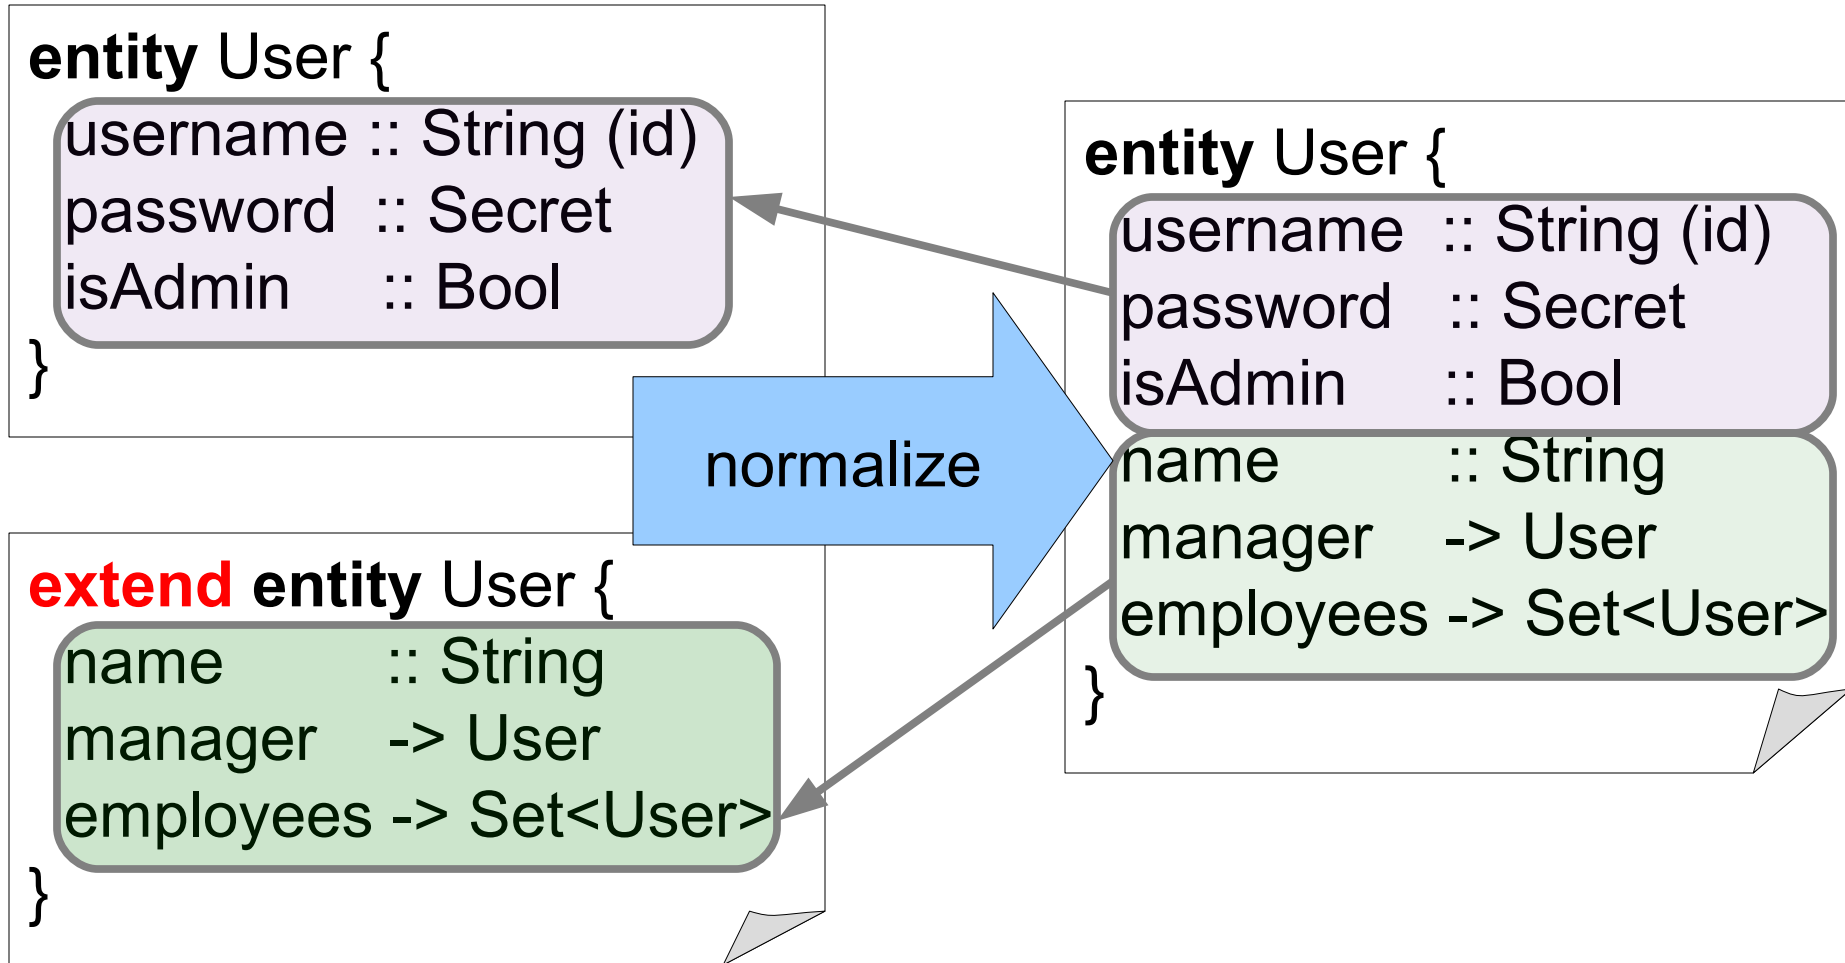 entity User {
username :: String (id)
password :: Secret
isAdmin :: Bool
}
extend entity User {
name :: String
manager -> User
employees -> Set<User>
}
normalize
entity User {
username :: String (id)
password :: Secret
isAdmin :: Bool
name :: String
manager -> User
employees -> Set<User>
}